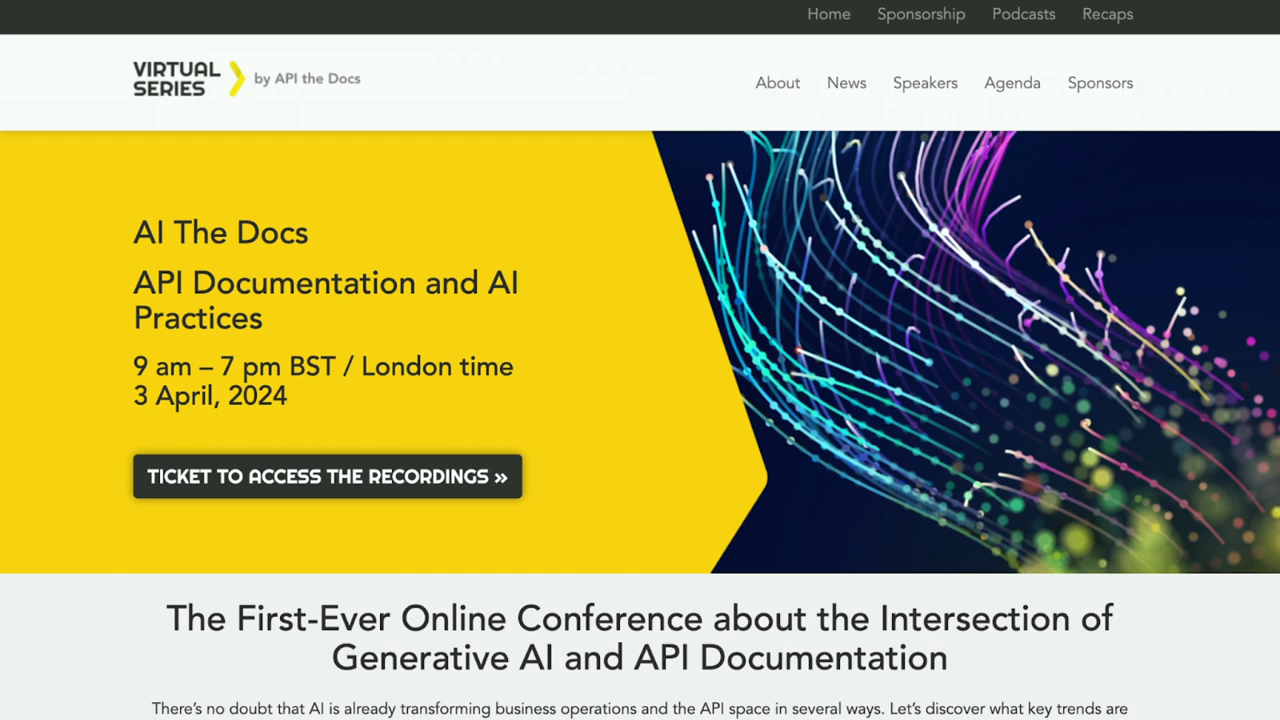 Home Sponsorship Podcasts Recaps
VIRTUAL
SERIES
by API the Docs
About News Speakers Agenda Sponsors
AI The Docs
API Documentation and AI
Practices
9 am – 7 pm BST / London time
3 April, 2024
TICKET TO ACCESS THE RECORDINGS »
The First-Ever Online Conference about the Intersection of
Generative AI and API Documentation
There's no doubt that AI is already transforming business operations and the API space in several ways. Let's discover what key trends are